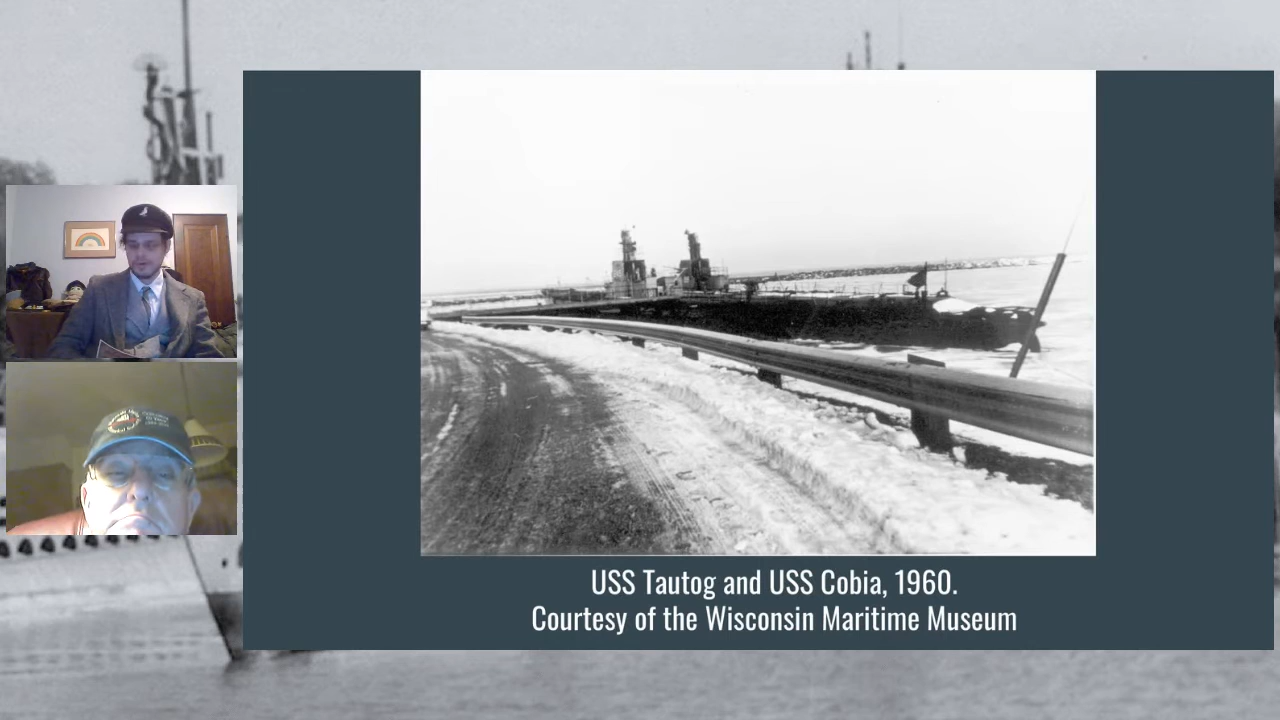 USS Tautog and USS Cobia, 1960.
Courtesy of the Wisconsin Maritime Museum